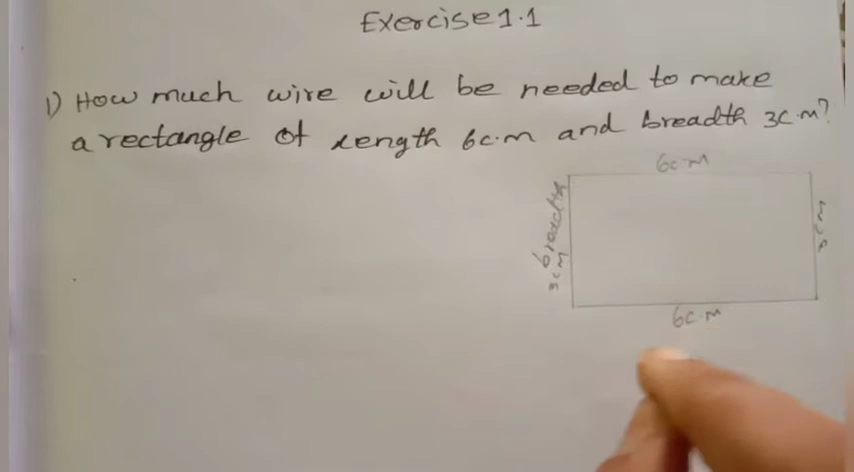 Exercise 1.1
1) How much wire will be needed to make
a rectangle of length 6c.m and breadth 3c.m?
6c.m
breadth
3c.m
6c.m